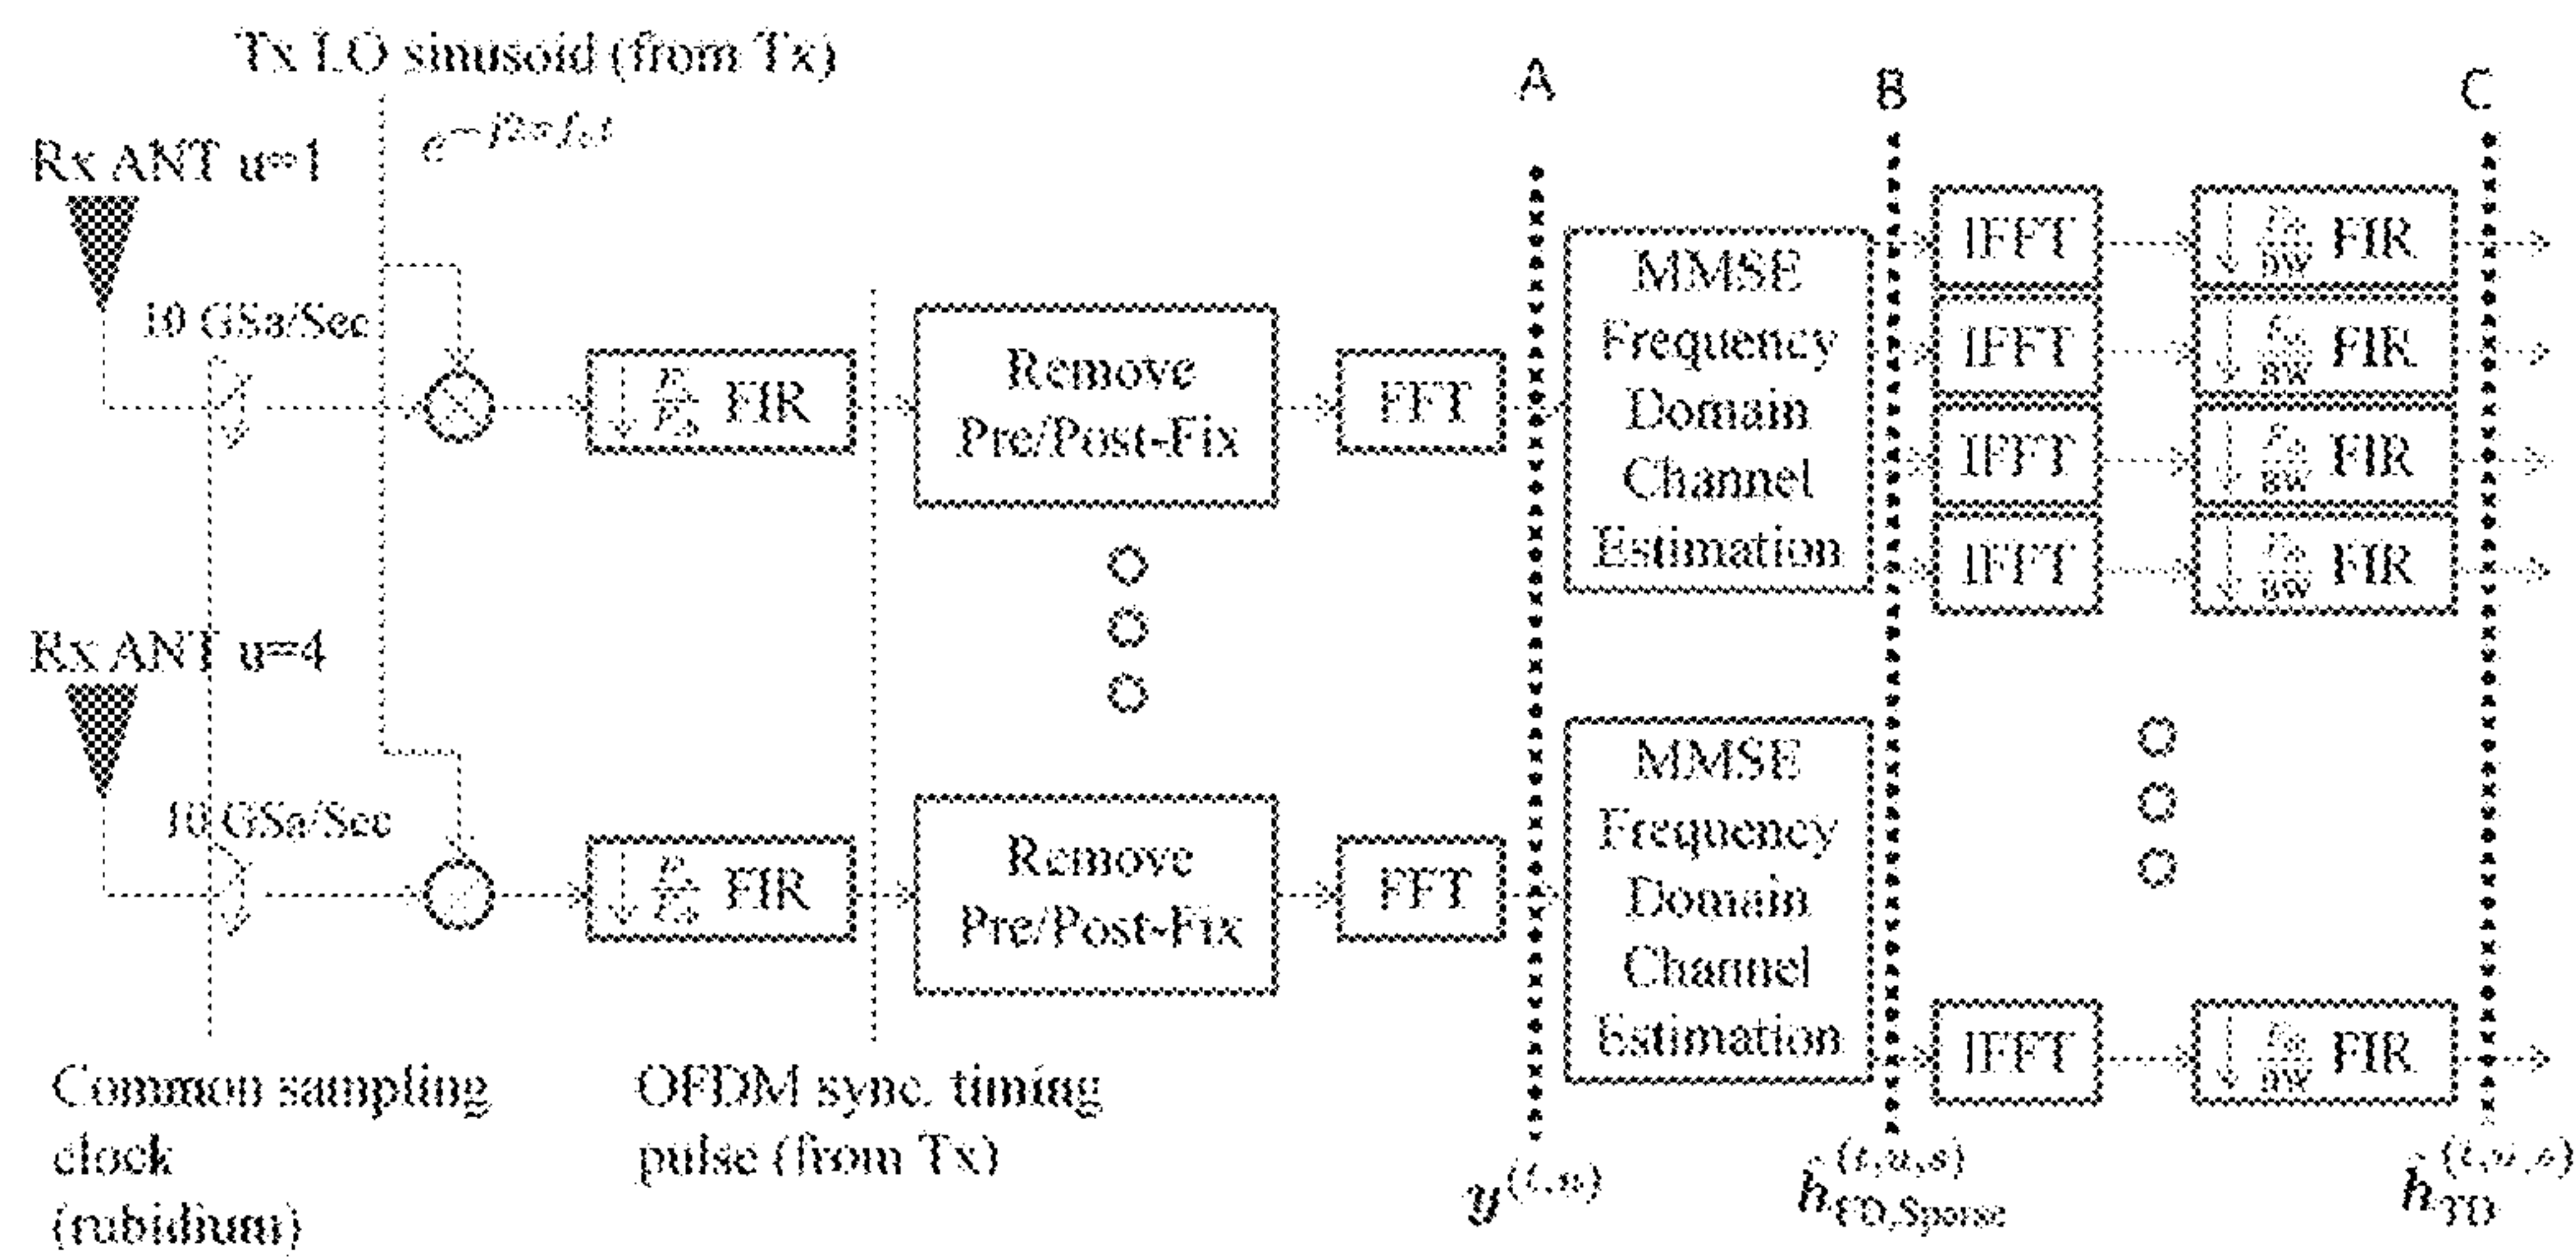 Tx LO sinusoid (from Tx)
A
B
C
Rx ANT u=1
10 GSa/Sec
FIR
Remove
Pre/Post-Fix
FFT
MMSE
Frequency
Domain
Channel
Estimation
IFFT
FIR
IFFT
FIR
IFFT
FIR
IFFT
FIR
Rx ANT u=4
10 GSa/Sec
FIR
Remove
Pre/Post-Fix
FFT
MMSE
Frequency
Domain
Channel
Estimation
IFFT
FIR
Common sampling
clock
(rubidium)
OFDM sync. timing
pulse (from Tx)